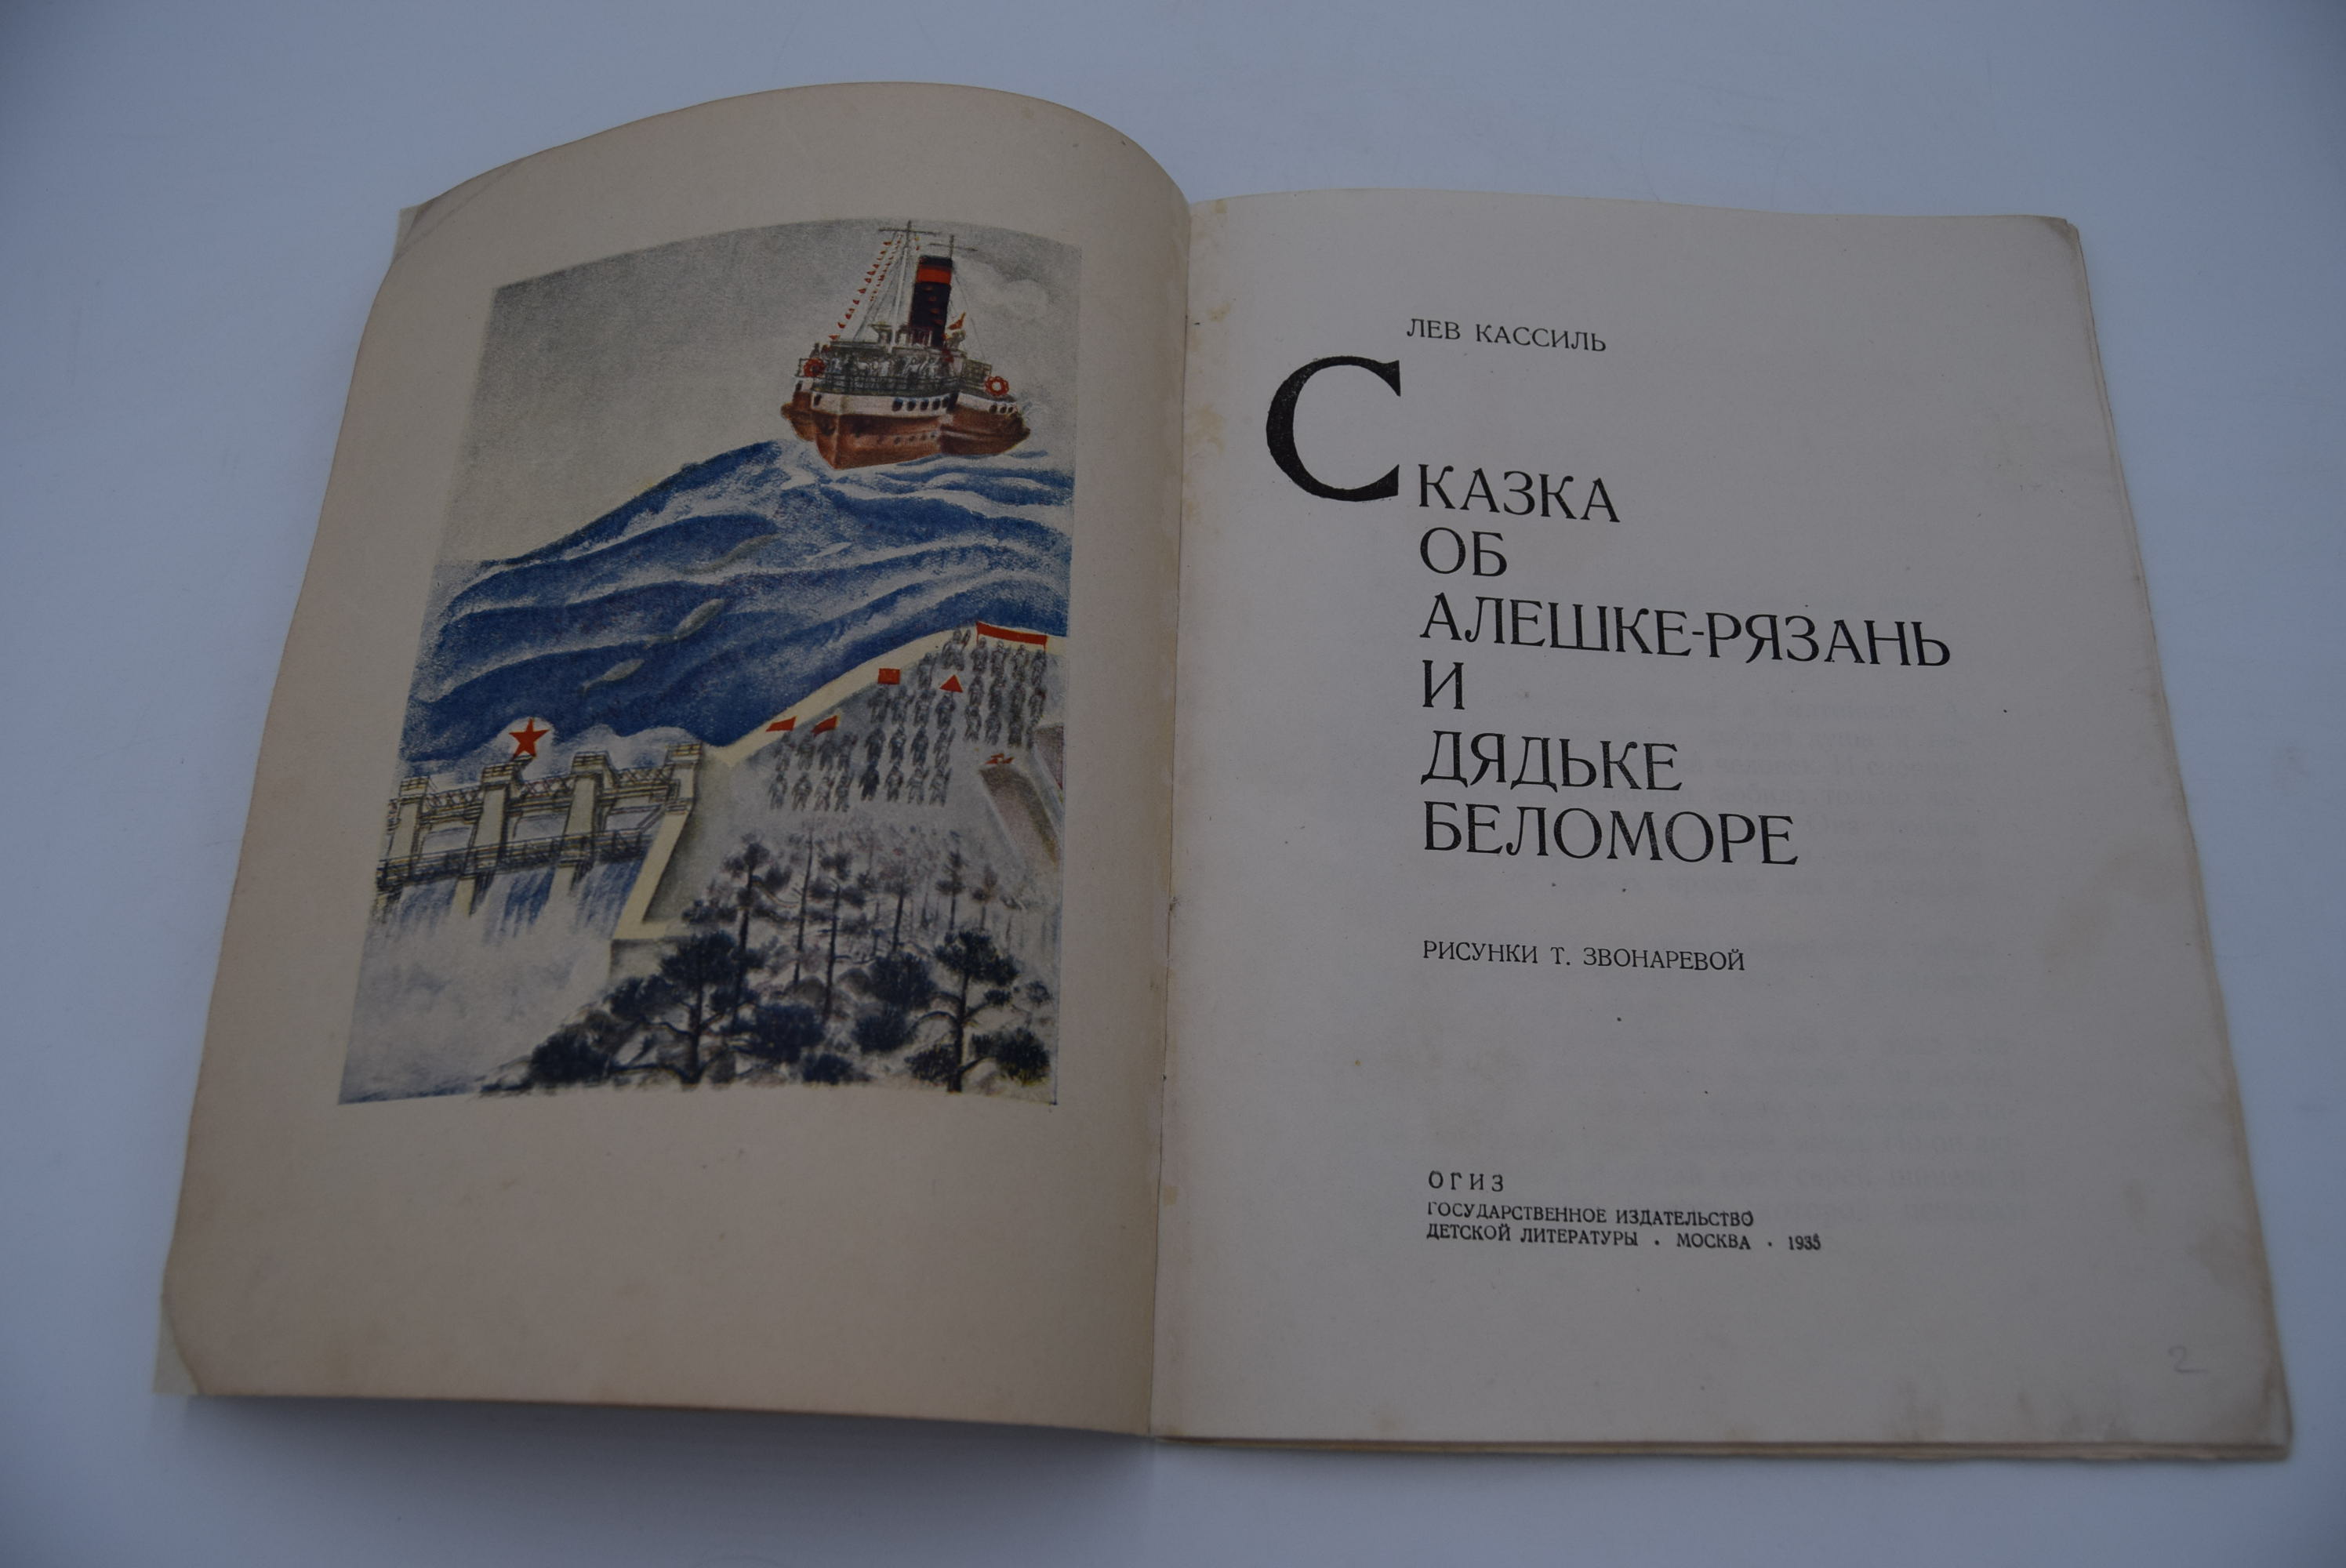 ЛЕВ КАССИЛЬ
СКАЗКА
ОБ
АЛЕШКЕ-РЯЗАНЬ
И
ДЯДЬКЕ
БЕЛОМОРЕ
РИСУНКИ Т. ЗВОНАРЕВОЙ
ОГИЗ
ГОСУДАРСТВЕННОЕ ИЗДАТЕЛЬСТВО
ДЕТСКОЙ ЛИТЕРАТУРЫ • МОСКВА • 1935
2